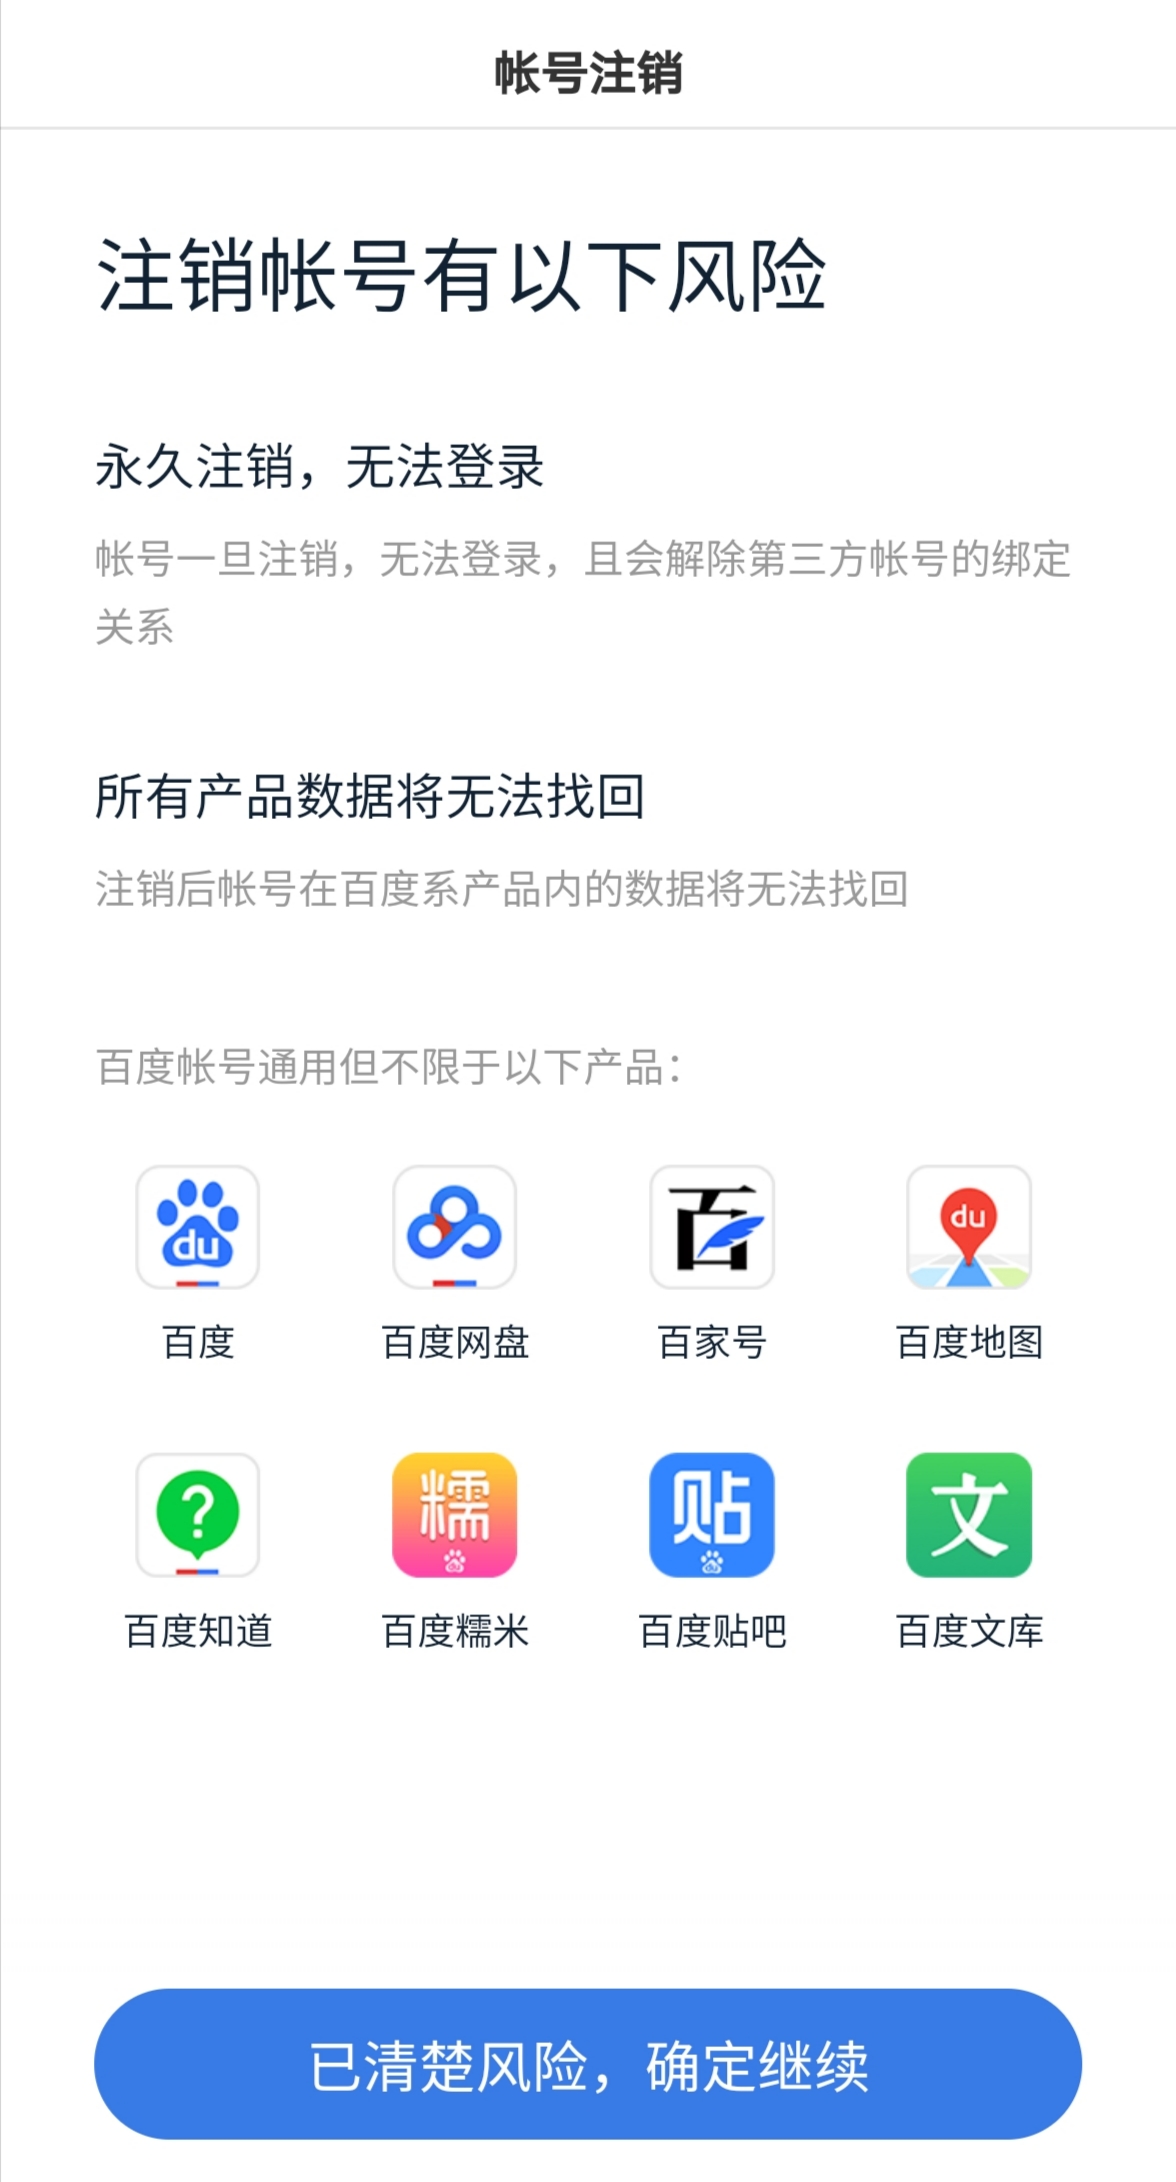 帐号注销
注销帐号有以下风险
永久注销，无法登录
帐号一旦注销，无法登录，且会解除第三方帐号的绑定
关系
所有产品数据将无法找回
注销后帐号在百度系产品内的数据将无法找回
百度帐号通用但不限于以下产品：
du
百
du
百度
百度网盘
百家号
百度地图
?
糯
贴
文
百度知道
百度糯米
百度贴吧
百度文库
已清楚风险，确定继续